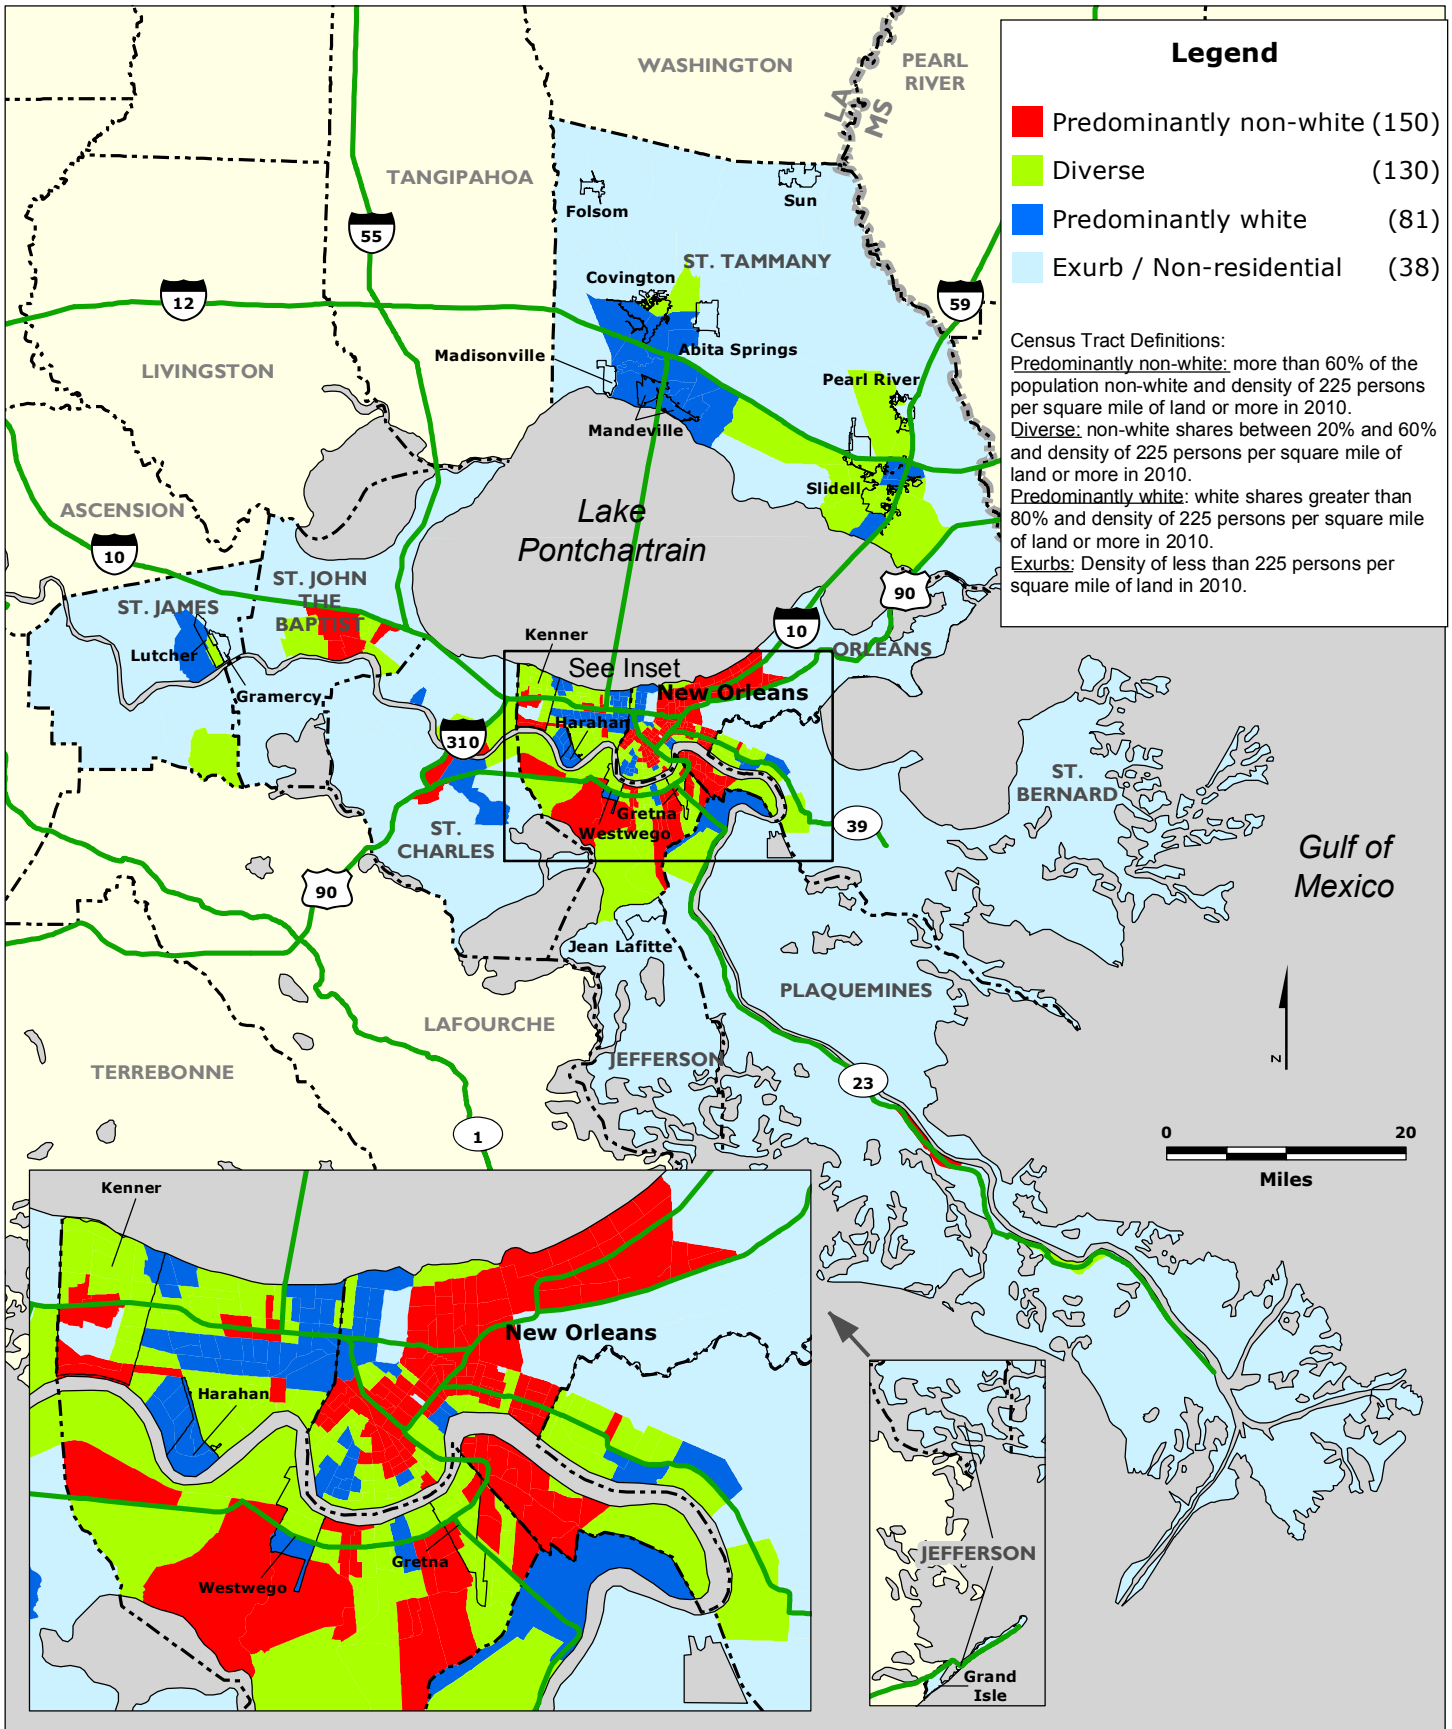 Legend
Predominantly non-white (150)
Diverse (130)
Predominantly white (81)
Exurb / Non-residential (38)
Census Tract Definitions:
Predominantly non-white: more than 60% of the
population non-white and density of 225 persons
per square mile of land or more in 2010.
Diverse: non-white shares between 20% and 60%
and density of 225 persons per square mile of
land or more in 2010.
Predominantly white: white shares greater than
80% and density of 225 persons per square mile
of land or more in 2010.
Exurbs: Density of less than 225 persons per
square mile of land in 2010.
WASHINGTON
PEARL
RIVER
LA
MS
TANGIPAHOA
Folsom
Sun
55
ST. TAMMANY
Covington
12
59
Abita Springs
Madisonville
LIVINGSTON
Pearl River
Mandeville
Slidell
ASCENSION
Lake
Pontchartrain
10
ST. JOHN
THE
BAPTIST
ST. JAMES
90
10
Kenner
ORLEANS
Lutcher
See Inset
Gramercy
New Orleans
Harahan
310
ST.
BERNARD
Gretna
Westwego
39
ST.
CHARLES
Gulf of
Mexico
90
Jean Lafitte
PLAQUEMINES
LAFOURCHE
JEFFERSON
N
TERREBONNE
23
1
0 20
Miles
Kenner
New Orleans
Harahan
Gretna
Westwego
JEFFERSON
Grand
Isle